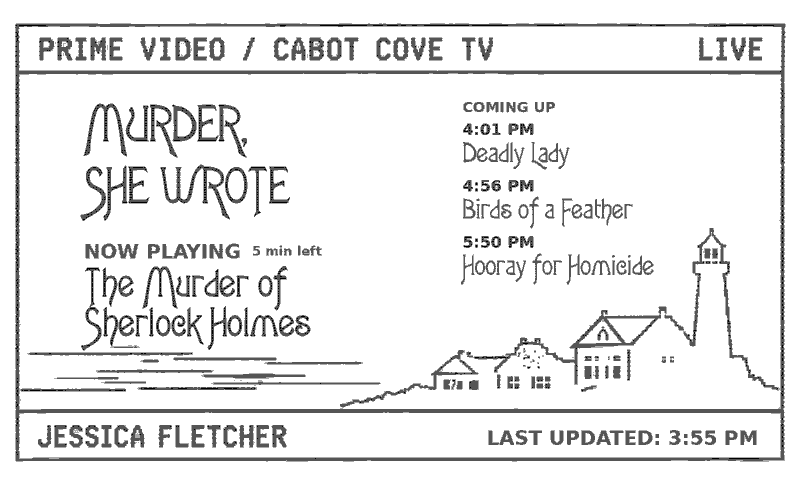 PRIME VIDEO / CABOT COVE TV
LIVE
MURDER,
SHE WROTE
NOW PLAYING 5 min left
The Murder of
Sherlock Holmes
COMING UP
4:01 PM
Deadly Lady
4:56 PM
Birds of a Feather
5:50 PM
Hooray for Homicide
JESSICA FLETCHER
LAST UPDATED: 3:55 PM